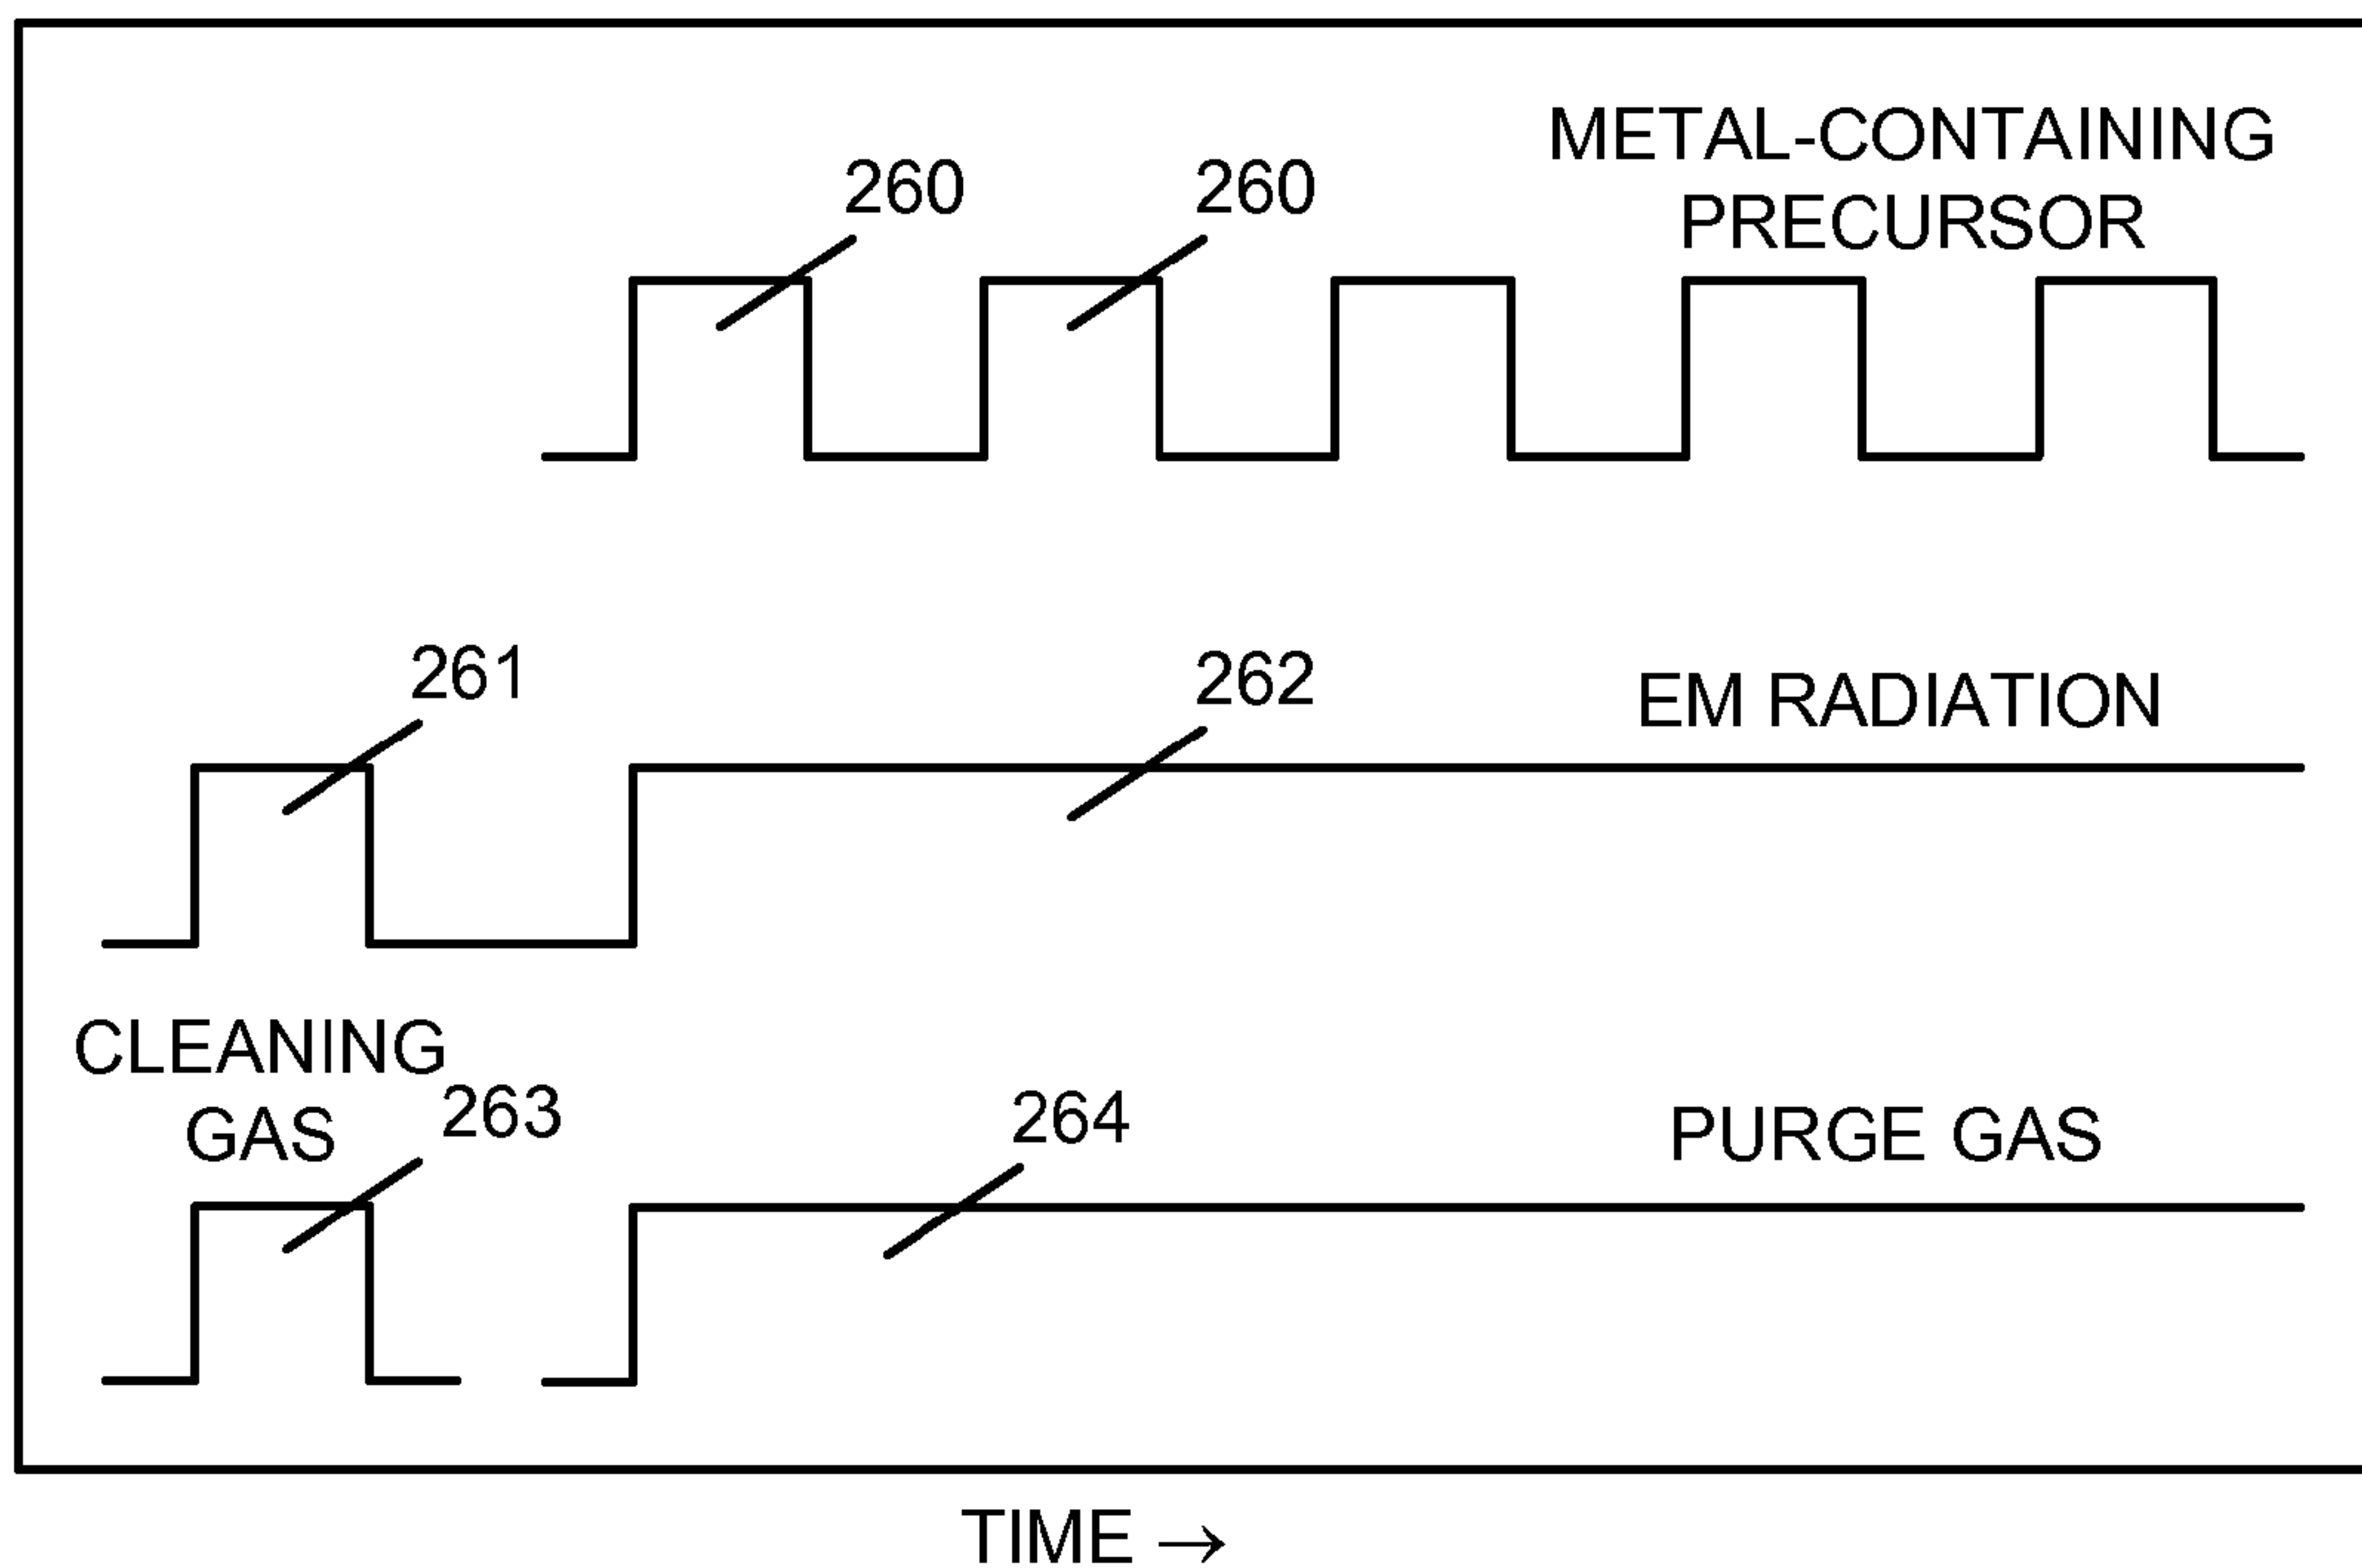 METAL-CONTAINING
PRECURSOR
260
260
261
262
EM RADIATION
CLEANING
GAS
263
264
PURGE GAS
TIME →